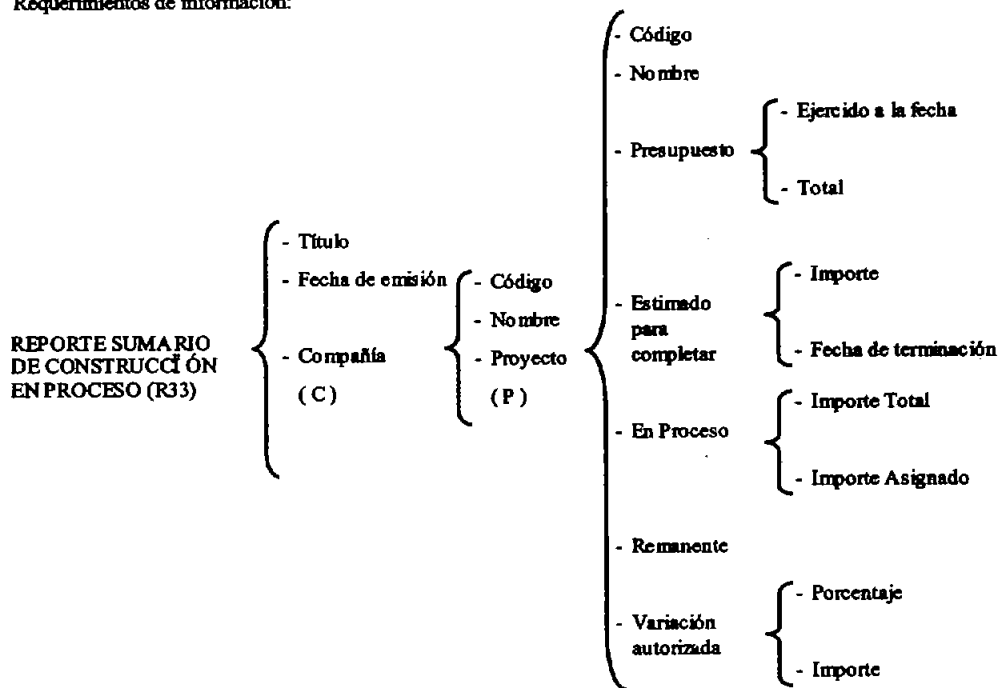 Requerimientos de información:
- Código
- Nombre
- Presupuesto
- Ejercido a la fecha
- Total
- Título
- Fecha de emisión
- Compañía
( C )
- Código
- Nombre
- Proyecto
( P )
REPORTE SUMARIO
DE CONSTRUCCIÓN
EN PROCESO (R33)
- Estimado
para
completar
- Importe
- Fecha de terminación
- En Proceso
- Importe Total
- Importe Asignado
- Remanente
- Variación
autorizada
- Porcentaje
- Importe